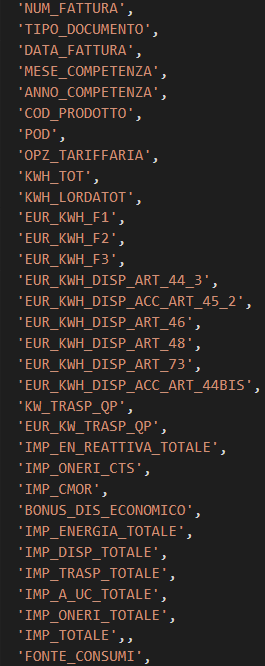 'NUM_FATTURA',
'TIPO_DOCUMENTO',
'DATA_FATTURA',
'MESE_COMPETENZA',
'ANNO_COMPETENZA',
'COD_PRODOTTO',
'POD',
'OPZ_TARIFFARIA',
'KWH_TOT',
'KWH_LORDATOT',
'EUR_KWH_F1',
'EUR_KWH_F2',
'EUR_KWH_F3',
'EUR_KWH_DISP_ART_44_3',
'EUR_KWH_DISP_ACC_ART_45_2',
'EUR_KWH_DISP_ART_46',
'EUR_KWH_DISP_ART_48',
'EUR_KWH_DISP_ART_73',
'EUR_KWH_DISP_ACC_ART_44BIS',
'KW_TRASP_QP',
'EUR_KW_TRASP_QP',
'IMP_EN_REATTIVA_TOTALE',
'IMP_ONERI_CTS',
'IMP_CMOR',
'BONUS_DIS_ECONOMICO',
'IMP_ENERGIA_TOTALE',
'IMP_DISP_TOTALE',
'IMP_TRASP_TOTALE',
'IMP_A_UC_TOTALE',
'IMP_ONERI_TOTALE',
'IMP_TOTALE',,
'FONTE_CONSUMI',